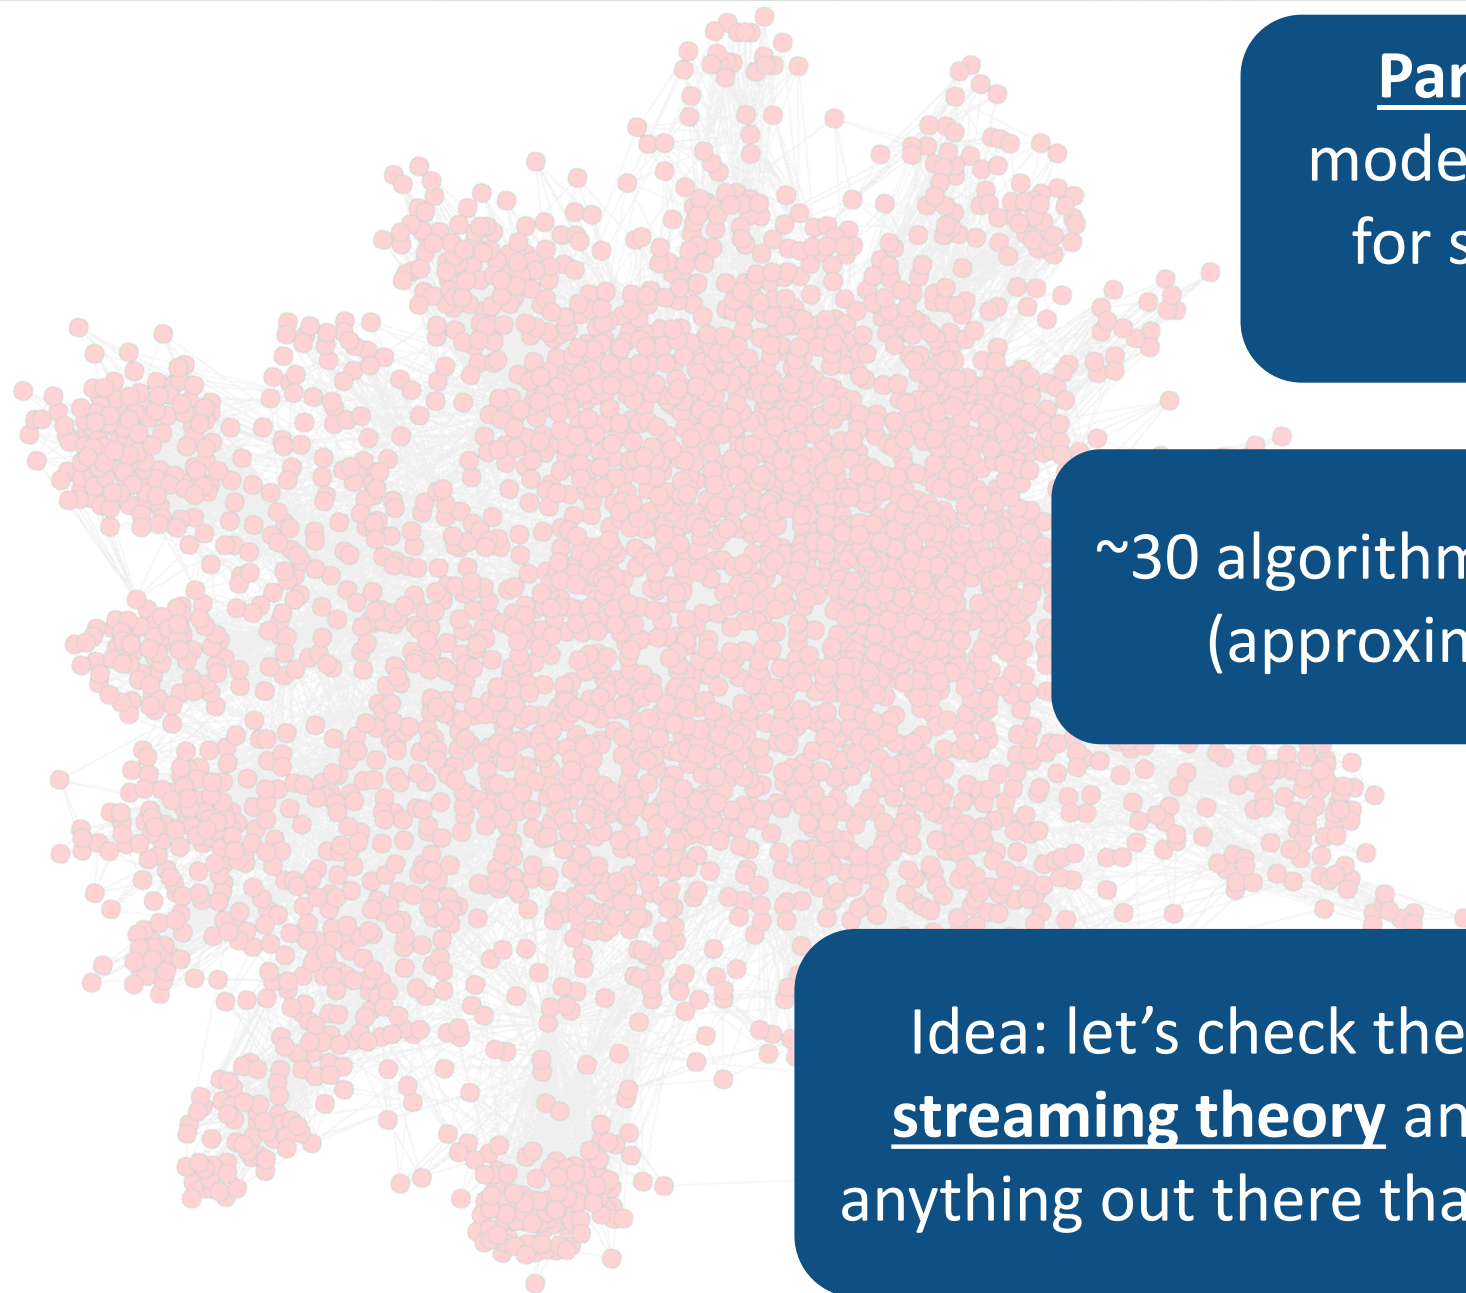 Par
mode
for s
~30 algorithm
(approxin
Idea: let’s check the
streaming theory an
anything out there tha